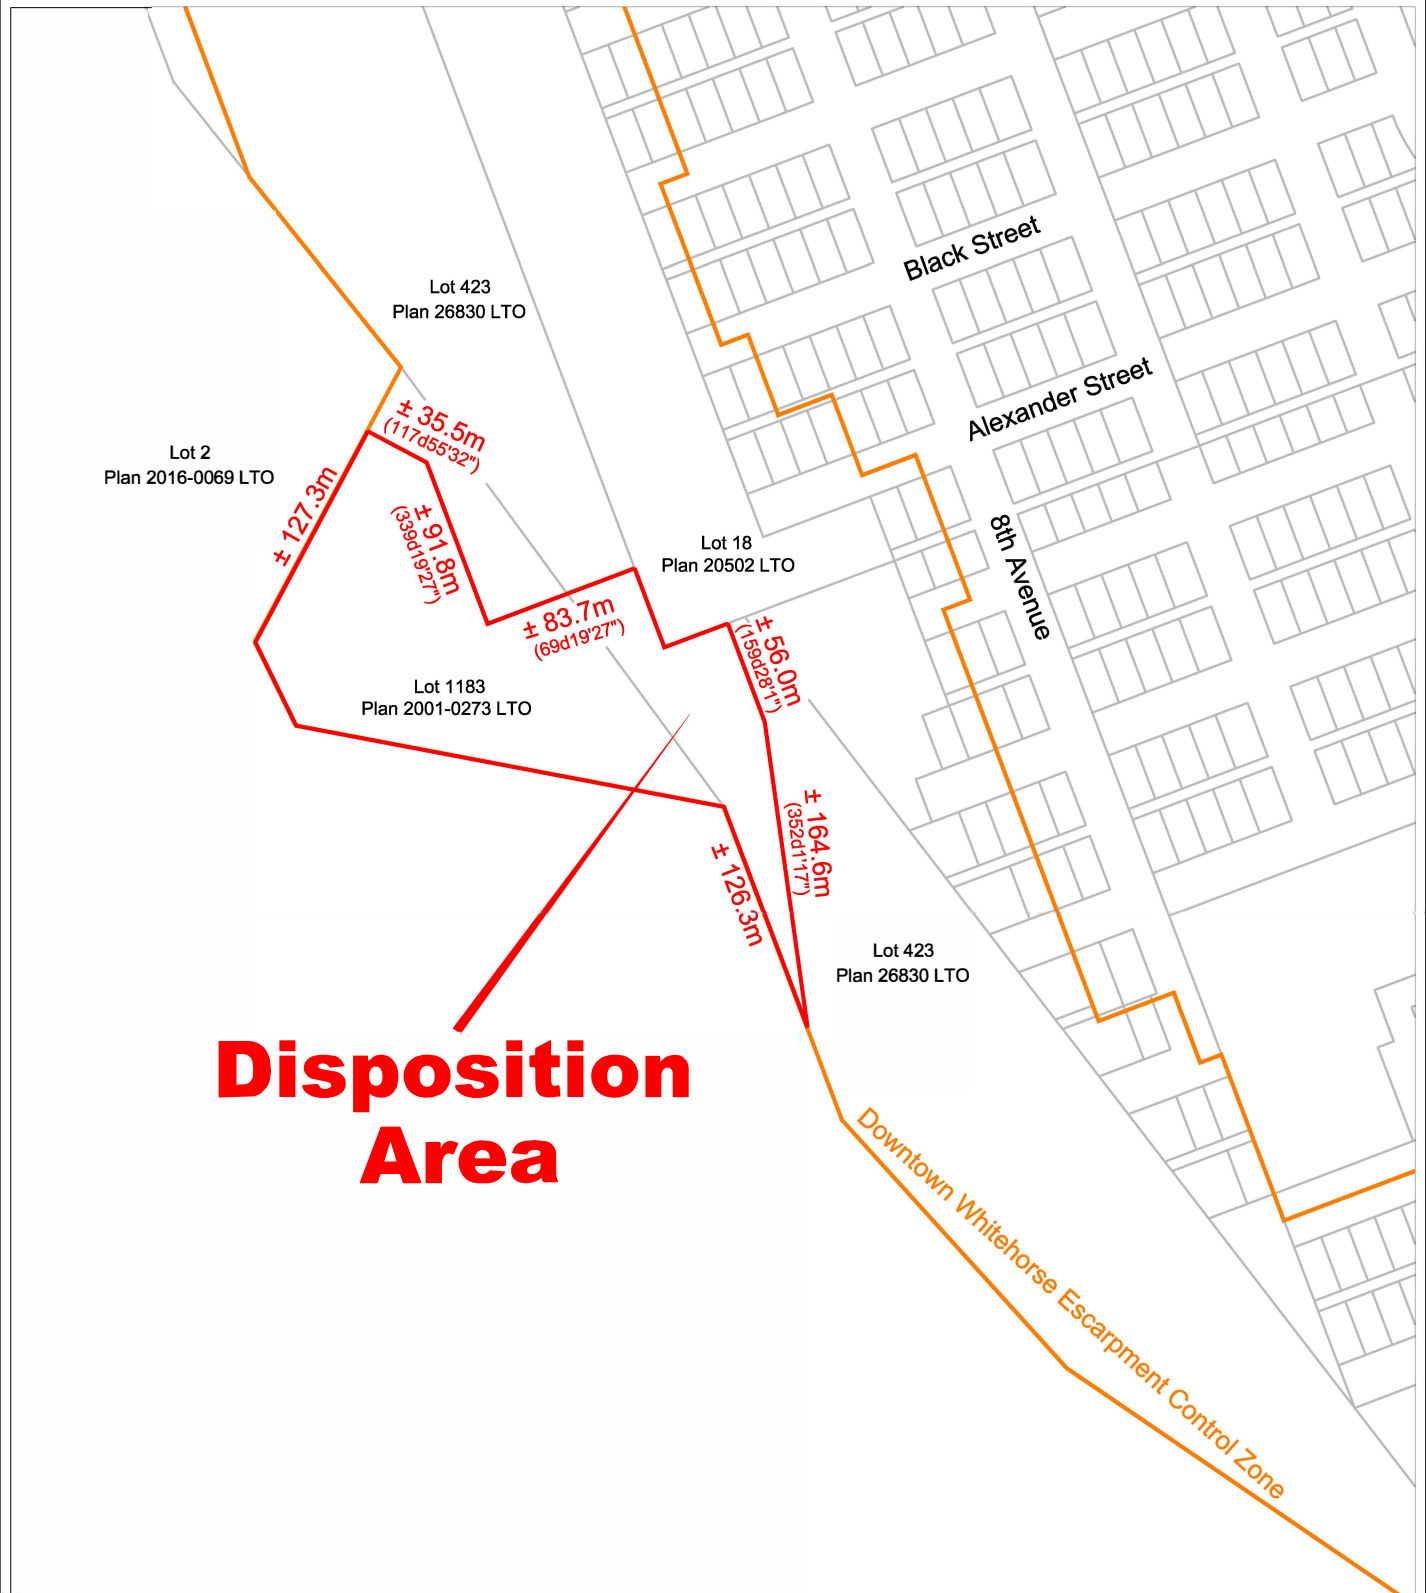 Black Street
Lot 423
Plan 26830 LTO
Alexander Street
± 35.5m
(117d55'32")
Lot 2
Plan 2016-0069 LTO
± 127.3m
± 91.8m
(339d19'27")
8th Avenue
Lot 18
Plan 20502 LTO
± 83.7m
(69d19'27")
± 56.0m
(159d28'1")
Lot 1183
Plan 2001-0273 LTO
± 164.6m
(352d1'17")
± 126.3m
Lot 423
Plan 26830 LTO
Disposition
Area
Downtown Whitehorse Escarpment Control Zone